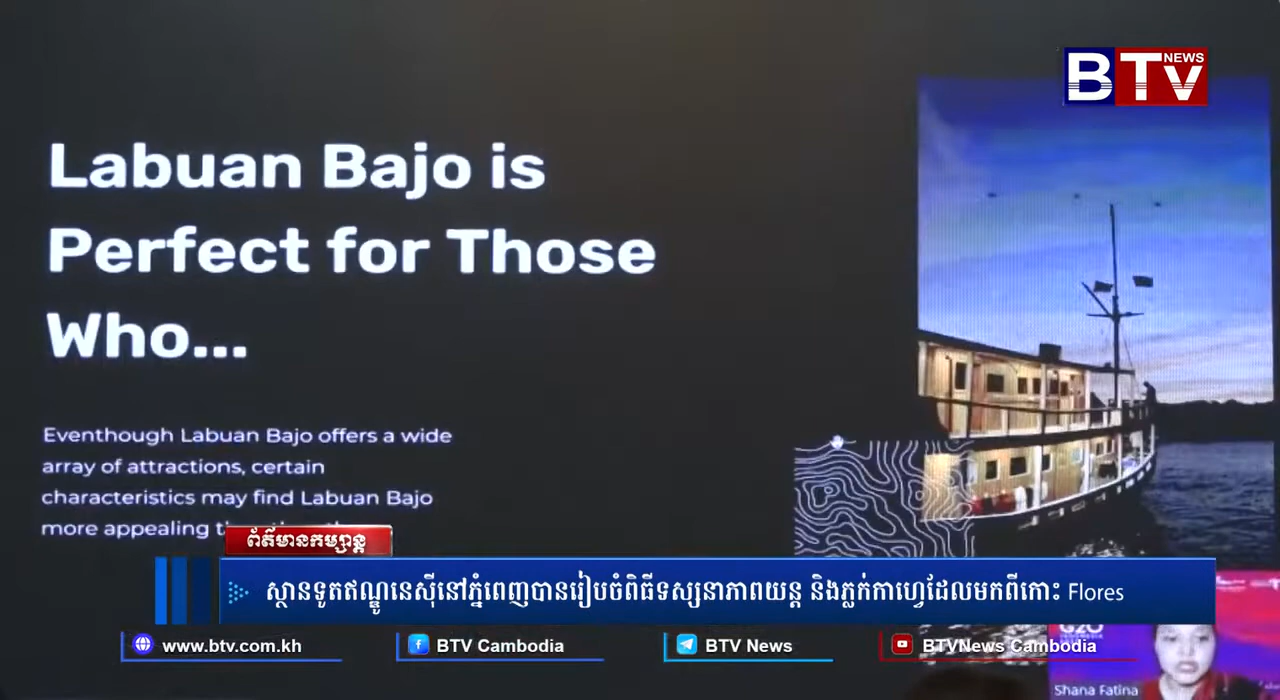 BTV NEWS
Labuan Bajo is
Perfect for Those
Who...
Eventhough Labuan Bajo offers a wide
array of attractions, certain
characteristics may find Labuan Bajo
more appealing
ព័ត៌មានកម្សាន្ត
ស្ថានទូតឥណ្ឌូនេស៊ីនៅភ្នំពេញបានរៀបចំពិធីទស្សនាភាពយន្ត និងភ្លក់កាហ្វេដែលមកពីកោះ Flores
www.btv.com.kh
BTV Cambodia
BTV News
BTVNews Cambodia
G20
Shana Fatina